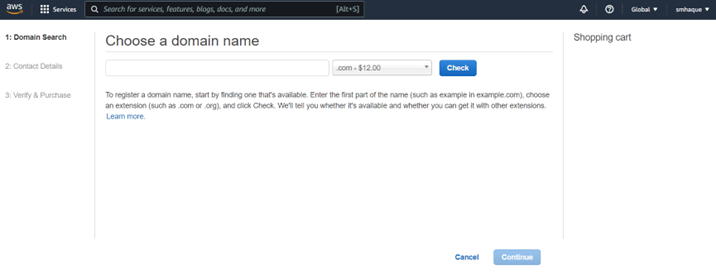 aws
Services
Search for services, features, blogs, docs, and more
[Alt+S]
Global
smhaque
1: Domain Search
2: Contact Details
3: Verify & Purchase
Choose a domain name
.com - $12.00
Check
To register a domain name, start by finding one that's available. Enter the first part of the name (such as example in example.com), choose
an extension (such as .com or .org), and click Check. We'll tell you whether it's available and whether you can get it with other extensions.
Learn more.
Shopping cart
Cancel
Continue